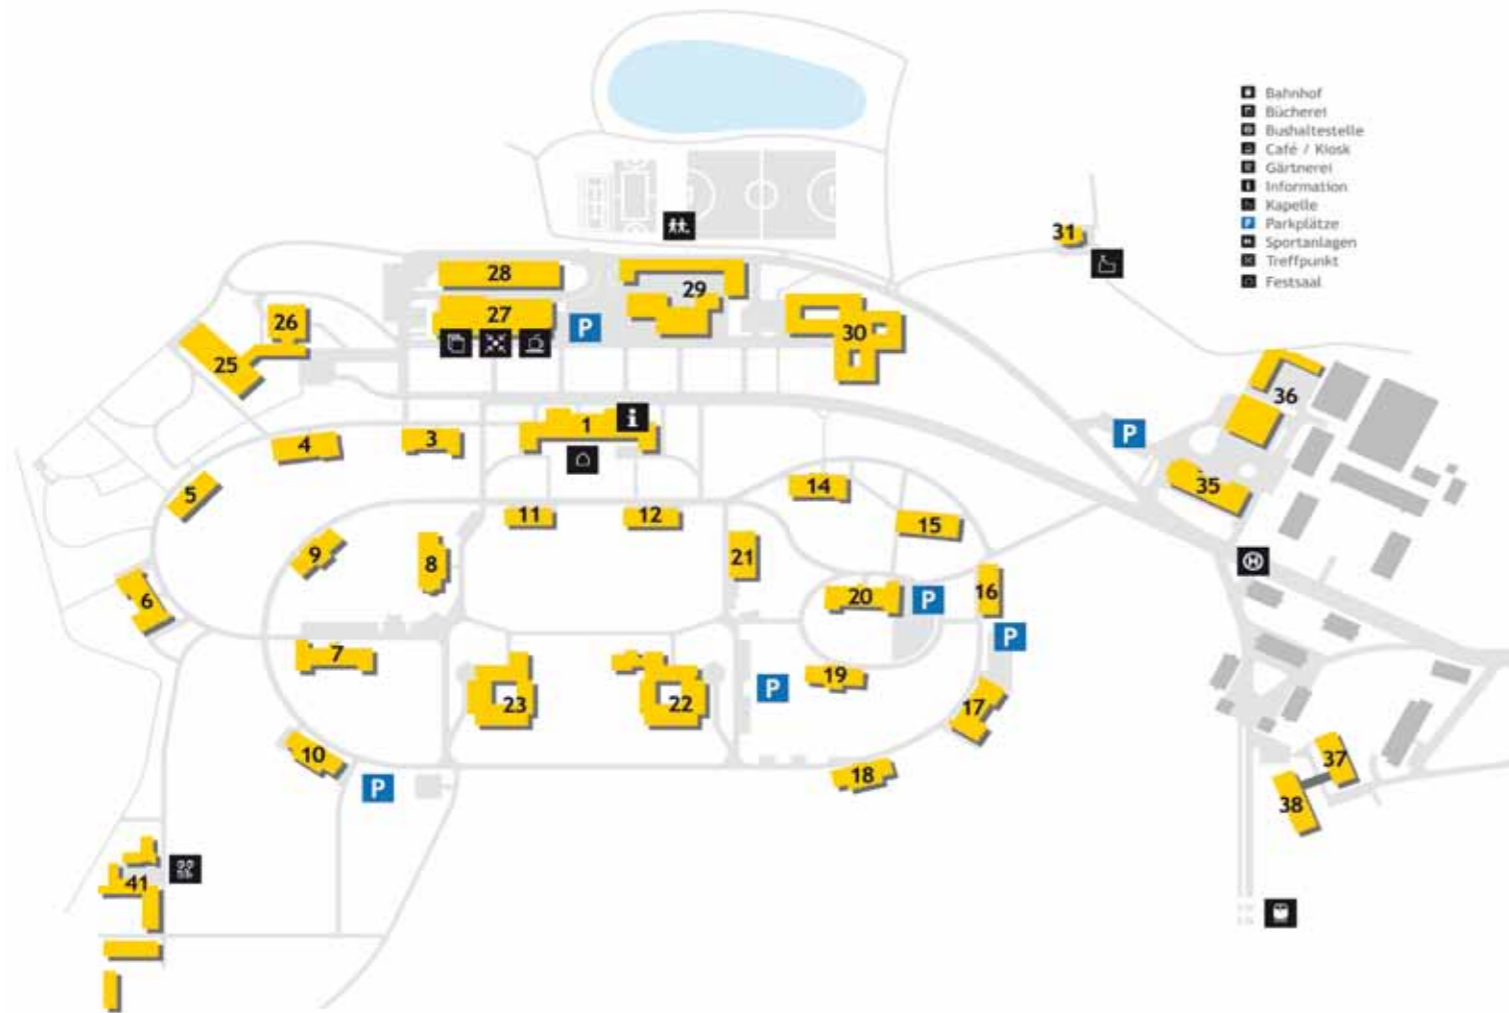 Bahnhof
Bücherei
Bushaltestelle
Café / Kiosk
Gärtnerei
Information
Kapelle
P Parkplätze
Sportanlagen
Treffpunkt
Festsaal
31
28
29
27
26
P
30
25
36
1
i
P
4
3
5
14
35
11
12
15
9
8
21
H
6
20
P
16
P
7
19
P
23
22
17
10
18
37
P
38
41